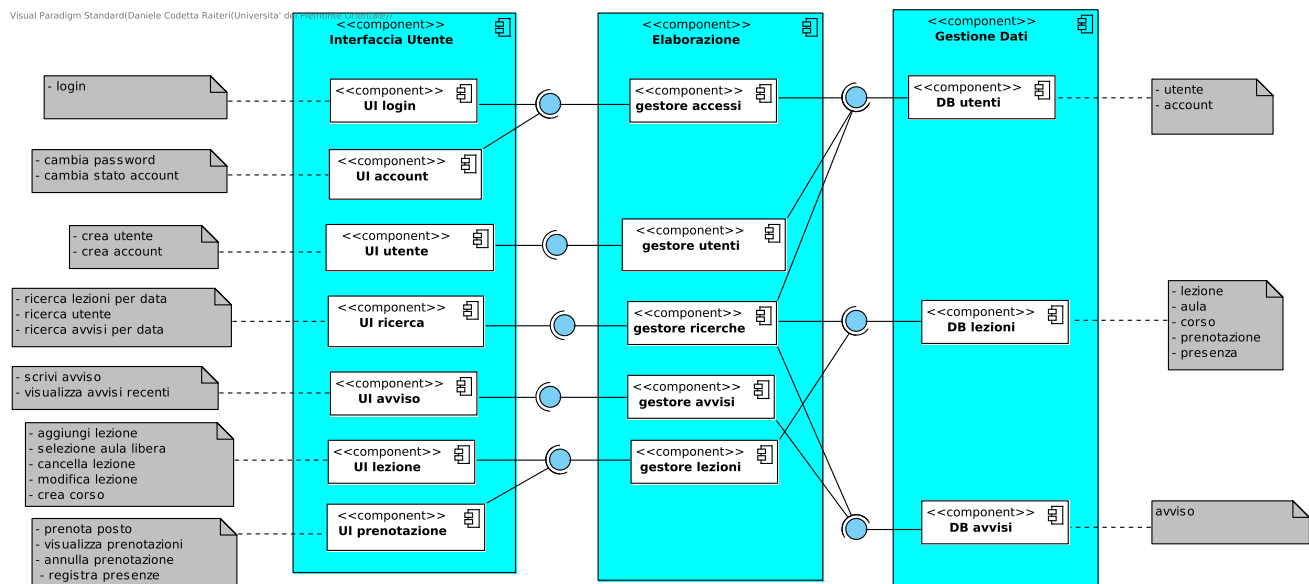 Visual Paradigm Standard(Daniele Codetta Raiteri(Universita' del Piemonte Orientale))
<<component>>
Interfaccia Utente
<<component>>
Elaborazione
<<component>>
Gestione Dati
- login
<<component>>
UI login
<<component>>
gestore accessi
<<component>>
DB utenti
- utente
- account
- cambia password
- cambia stato account
<<component>>
UI account
- crea utente
- crea account
<<component>>
UI utente
<<component>>
gestore utenti
- ricerca lezioni per data
- ricerca utente
- ricerca avvisi per data
<<component>>
UI ricerca
<<component>>
gestore ricerche
<<component>>
DB lezioni
- lezione
- aula
- corso
- prenotazione
- presenza
- scrivi avviso
- visualizza avvisi recenti
<<component>>
UI avviso
<<component>>
gestore avvisi
- aggiungi lezione
- selezione aula libera
- cancella lezione
- modifica lezione
- crea corso
<<component>>
UI lezione
<<component>>
gestore lezioni
- prenota posto
- visualizza prenotazioni
- annulla prenotazione
- registra presenze
<<component>>
UI prenotazione
<<component>>
DB avvisi
avviso